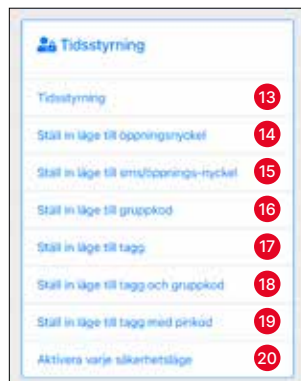 Tidsstyrning
Tidsstyrning 13
Ställ in läge till öppningsnyckel 14
Ställ in läge till sms/öppnings-nyckel 15
Ställ in läge till gruppkod 16
Ställ in läge till tagg 17
Ställ in läge till tagg och gruppkod 18
Ställ in läge till tagg med pinkod 19
Aktivera varje säkerhetsläge 20